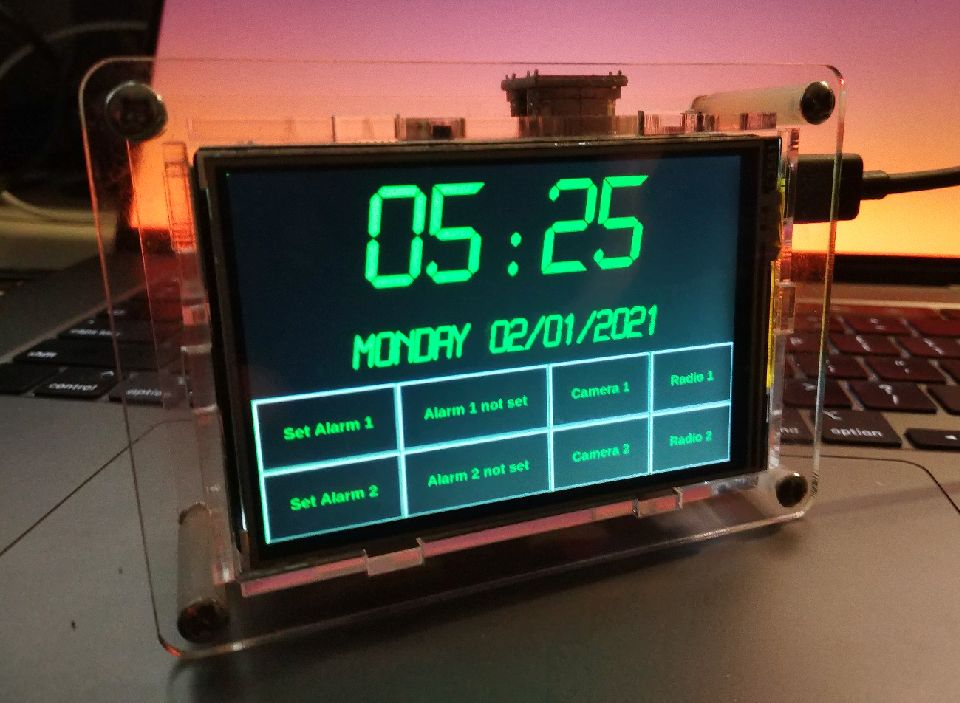 05:25
MONDAY 02/01/2021
Set Alarm 1 Alarm 1 not set Camera 1 Radio 1
Set Alarm 2 Alarm 2 not set Camera 2 Radio 2
control
option
option